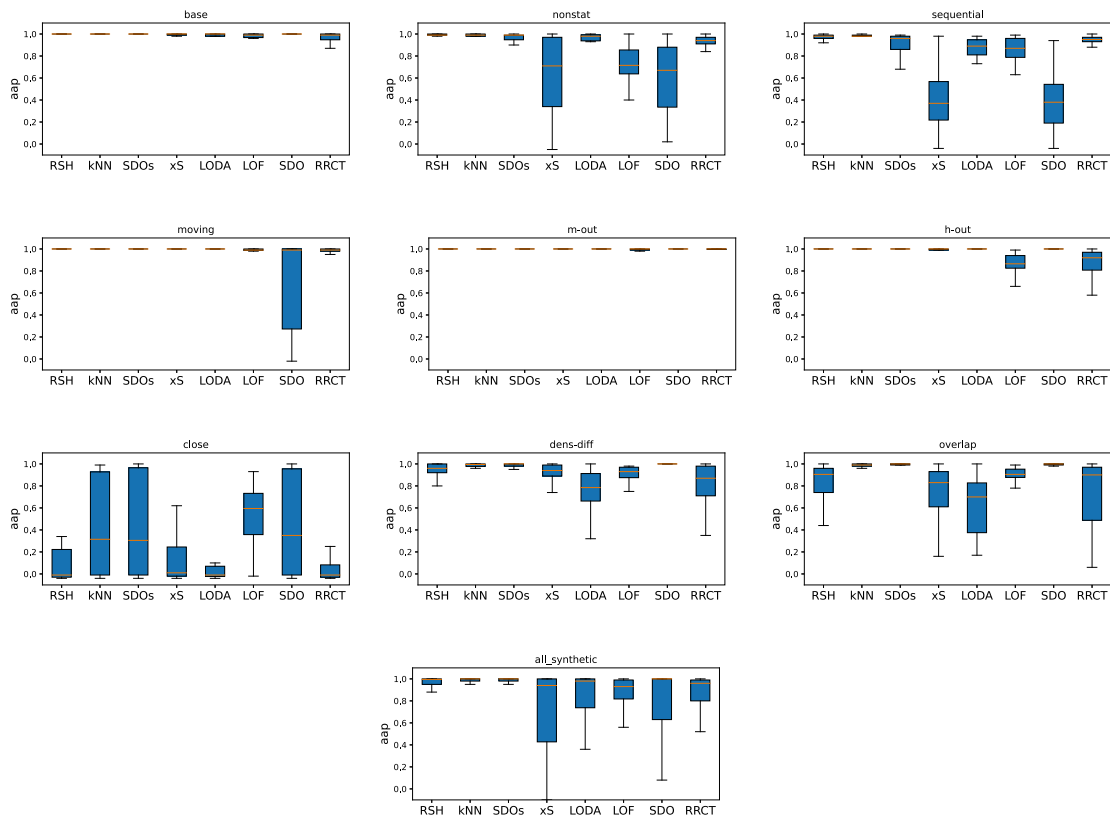 base
1,0
0,8
0,6
0,4
0,2
0,0
aap
RSH kNN SDOs xS LODA LOF SDO RRCT
nonstat
1,0
0,8
0,6
0,4
0,2
0,0
aap
RSH kNN SDOs xS LODA LOF SDO RRCT
sequential
1,0
0,8
0,6
0,4
0,2
0,0
aap
RSH kNN SDOs xS LODA LOF SDO RRCT
moving
1,0
0,8
0,6
0,4
0,2
0,0
aap
RSH kNN SDOs xS LODA LOF SDO RRCT
m-out
1,0
0,8
0,6
0,4
0,2
0,0
aap
RSH kNN SDOs xS LODA LOF SDO RRCT
h-out
1,0
0,8
0,6
0,4
0,2
0,0
aap
RSH kNN SDOs xS LODA LOF SDO RRCT
close
1,0
0,8
0,6
0,4
0,2
0,0
aap
RSH kNN SDOs xS LODA LOF SDO RRCT
dens-diff
1,0
0,8
0,6
0,4
0,2
0,0
aap
RSH kNN SDOs xS LODA LOF SDO RRCT
overlap
1,0
0,8
0,6
0,4
0,2
0,0
aap
RSH kNN SDOs xS LODA LOF SDO RRCT
all_synthetic
1,0
0,8
0,6
0,4
0,2
0,0
aap
RSH kNN SDOs xS LODA LOF SDO RRCT